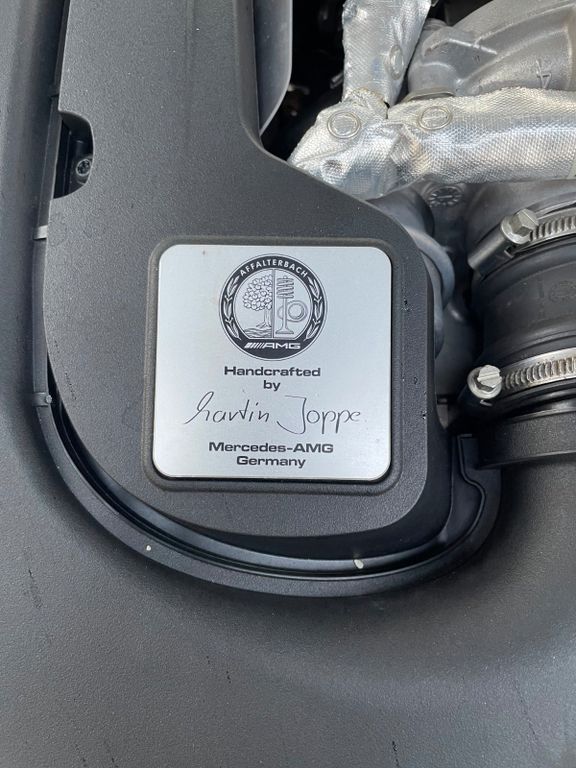 AFFALTERBACH
AMG
Handcrafted
by
Martin Joppe
Mercedes-AMG
Germany